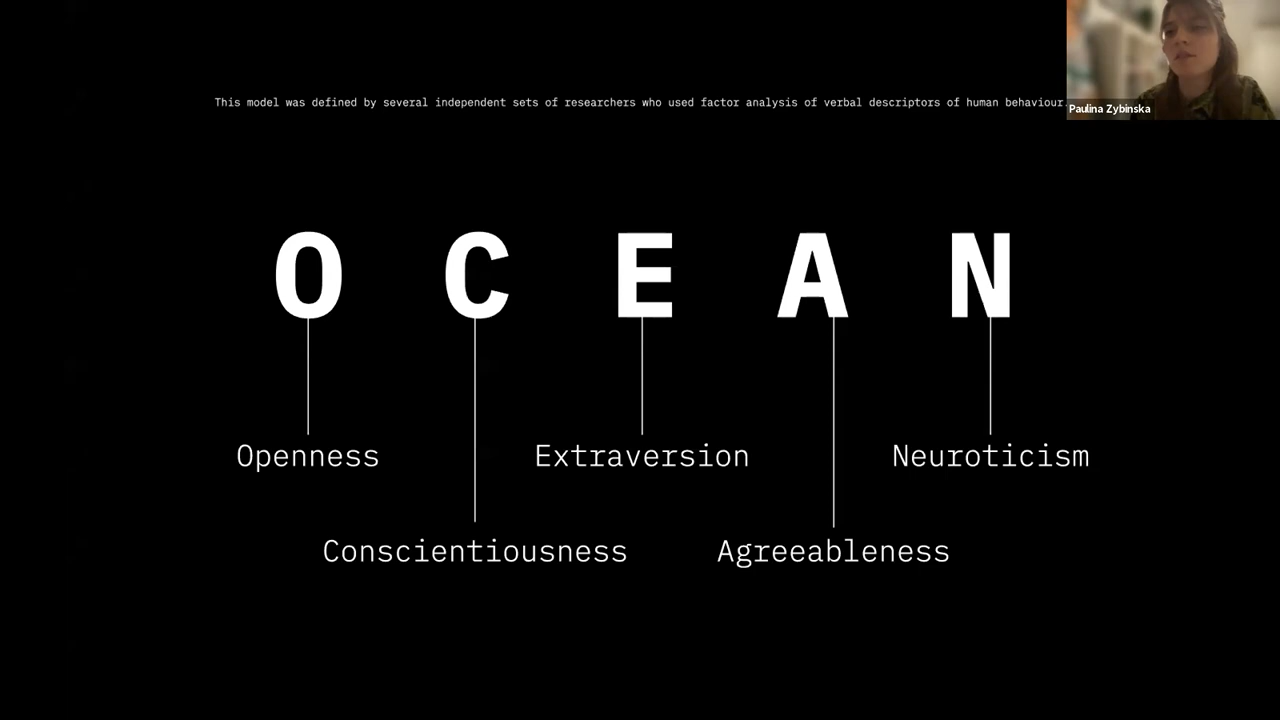 This model was defined by several independent sets of researchers who used factor analysis of verbal descriptors of human behaviour.
Paulina Zybinska
O C E A N
Openness
Extraversion
Neuroticism
Conscientiousness
Agreeableness